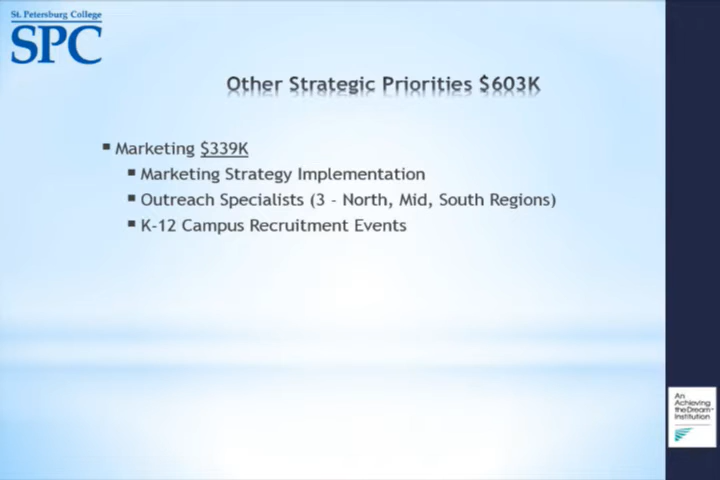 St. Petersburg College
SPC
Other Strategic Priorities $603K
▪ Marketing $339K
▪ Marketing Strategy Implementation
▪ Outreach Specialists (3 - North, Mid, South Regions)
▪ K-12 Campus Recruitment Events
An
Achieving
the Dream™
Institution